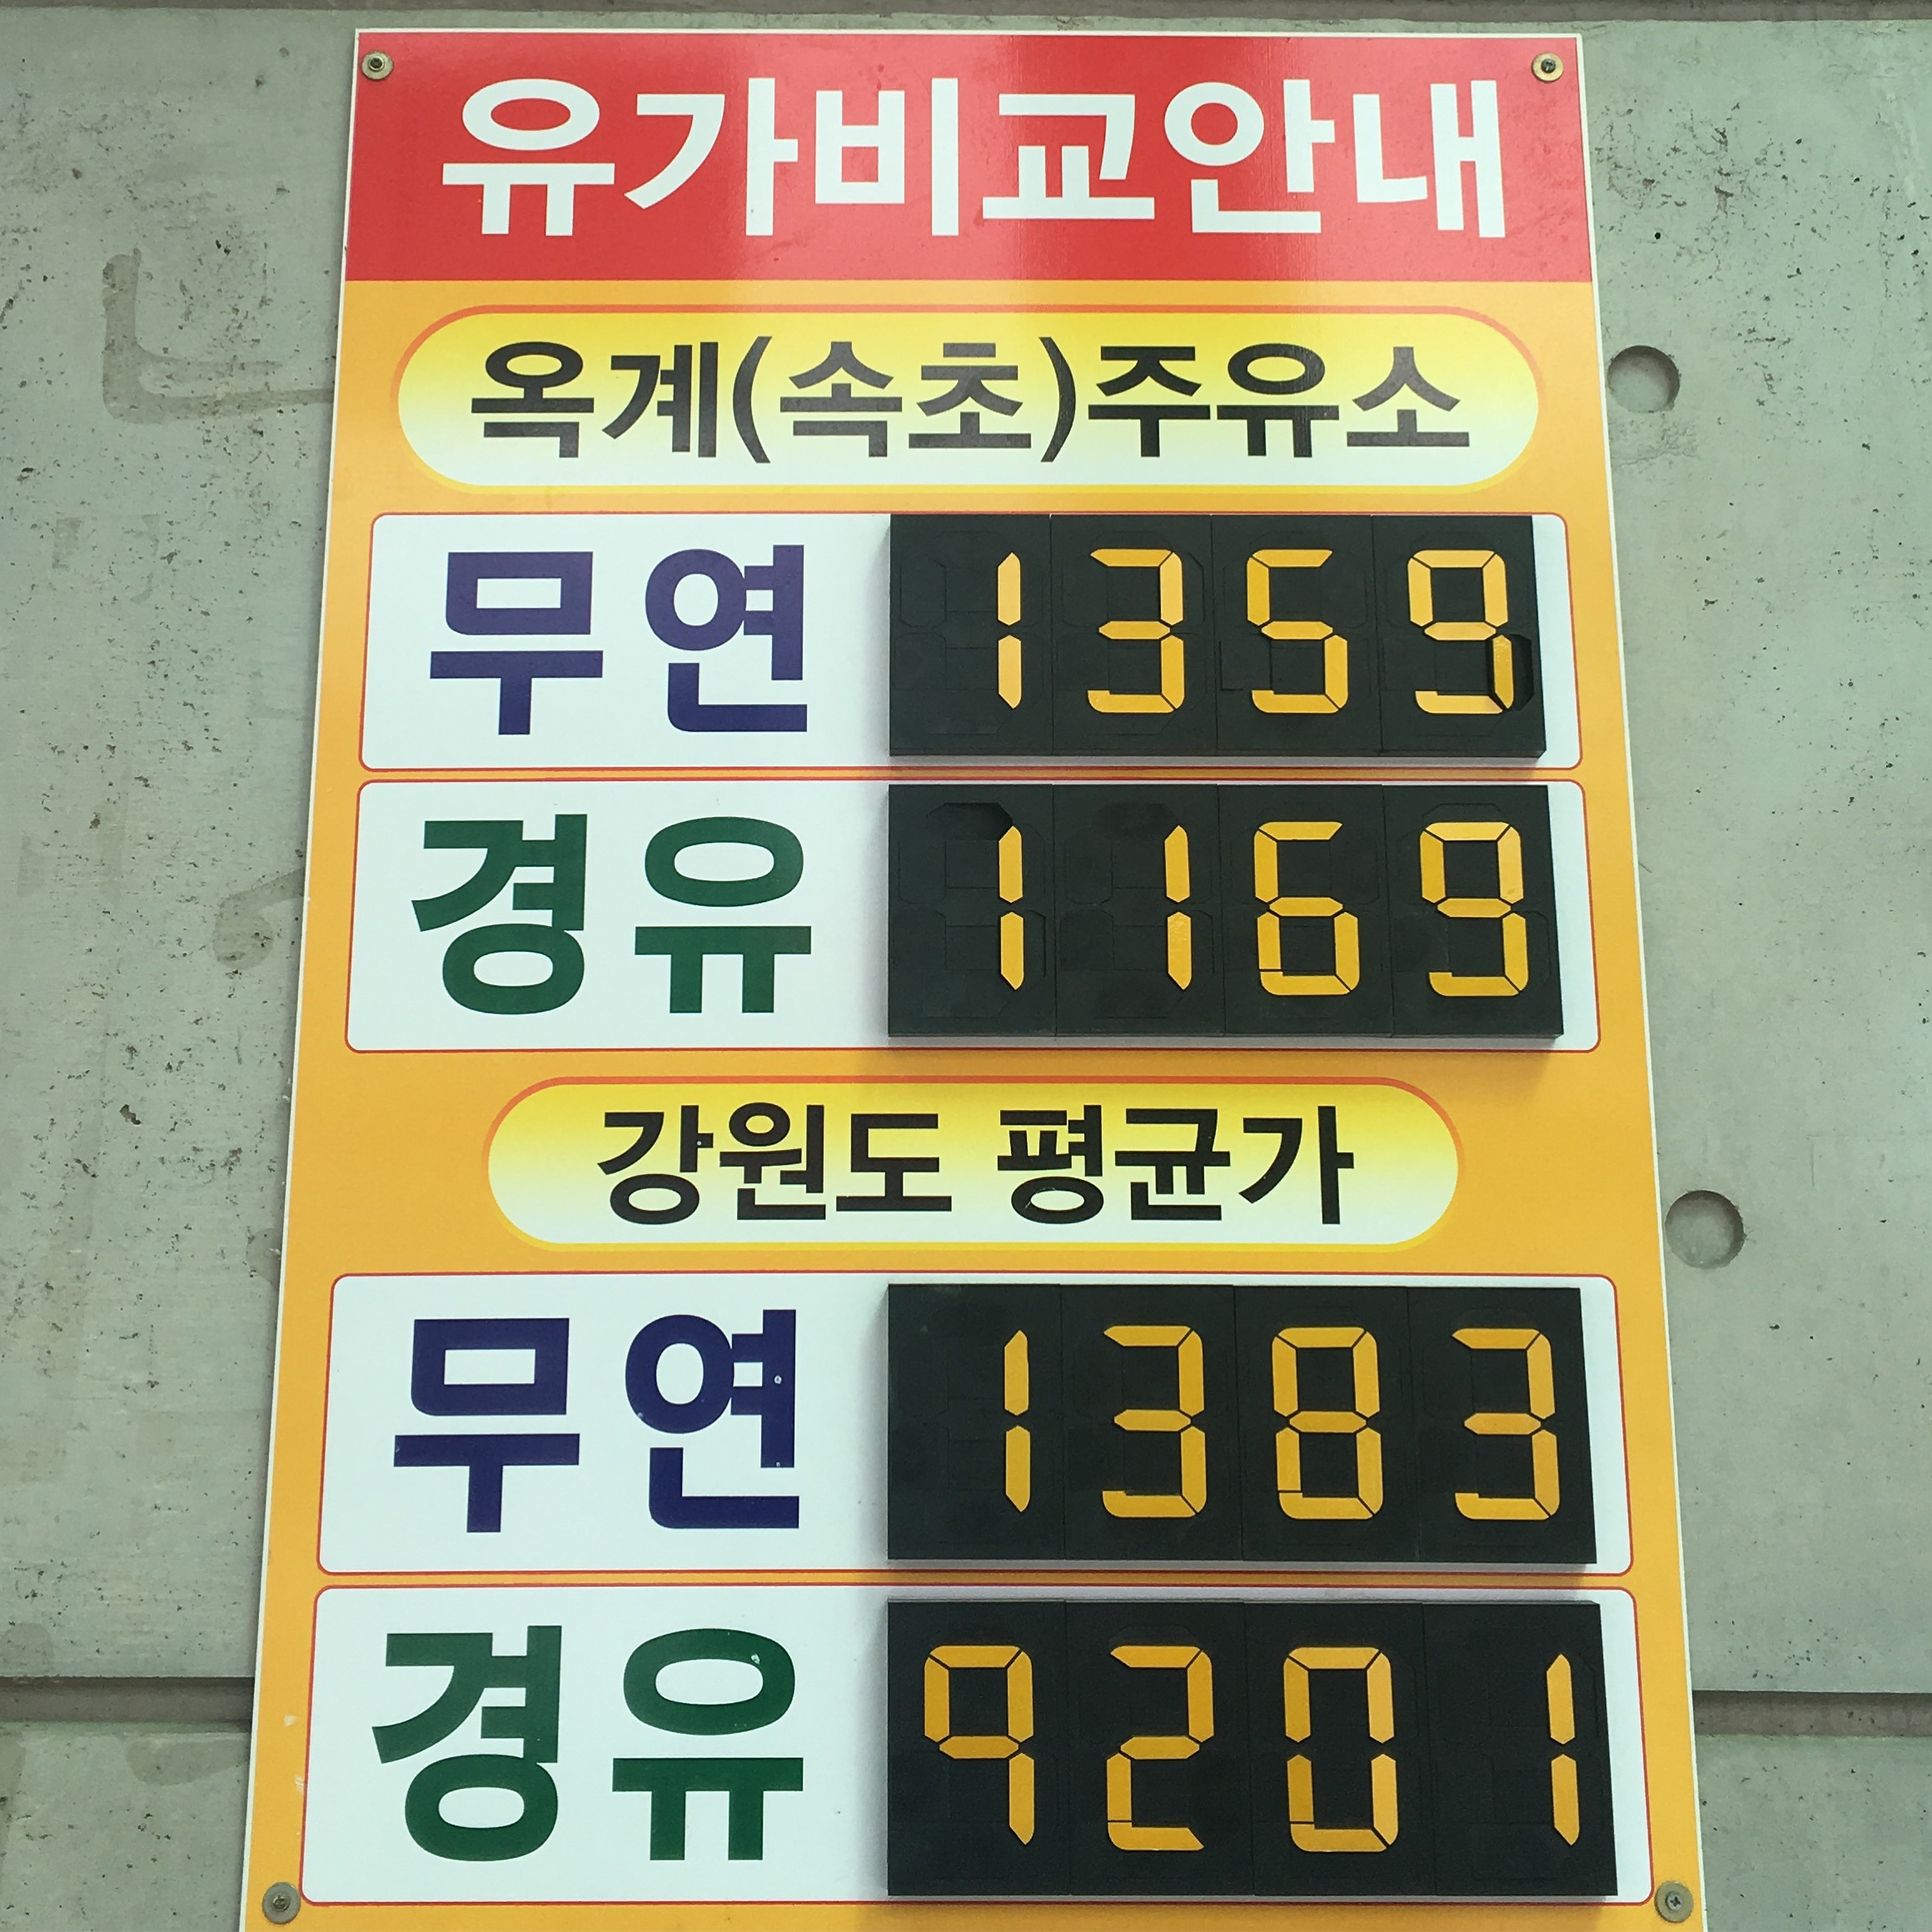 유가비교안내
옥계(속초)주유소
무연 1359
경유 1169
강원도 평균가
무연 1383
경유 9201